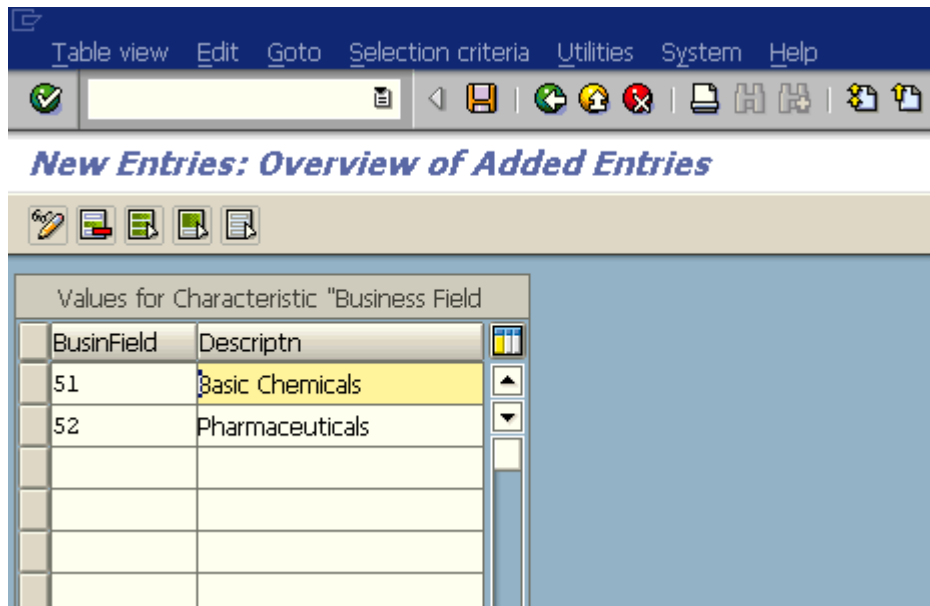 Table view Edit Goto Selection criteria Utilities System Help
New Entries: Overview of Added Entries
Values for Characteristic "Business Field
BusinField Descriptn
51 Basic Chemicals
52 Pharmaceuticals